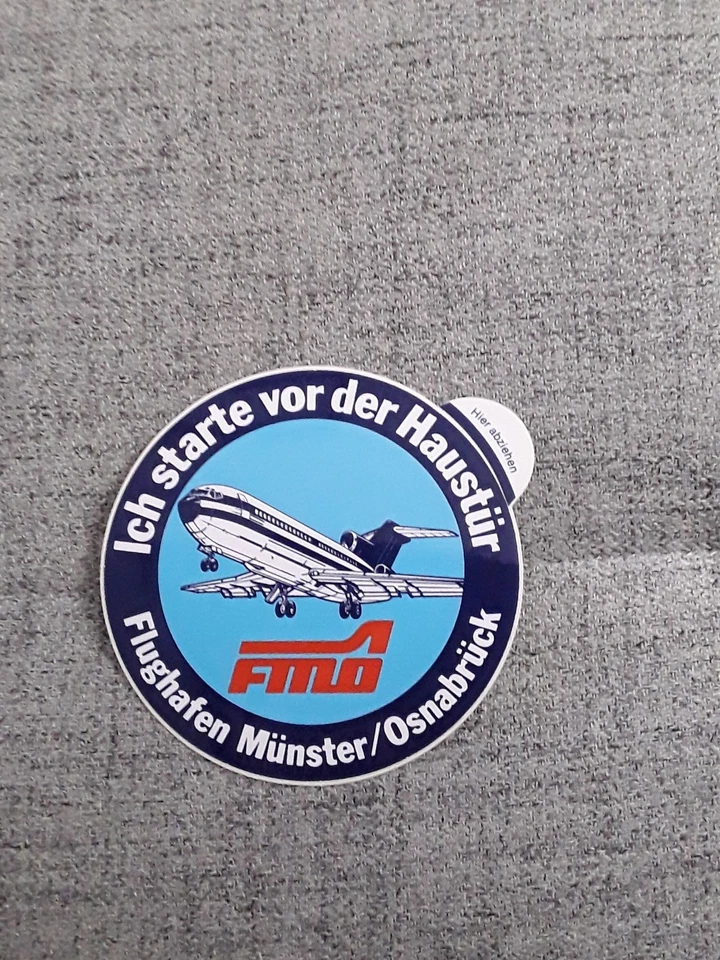 Ich starte vor der Haustür
Hier abziehen
FMO
Flughafen Münster/Osnabrück